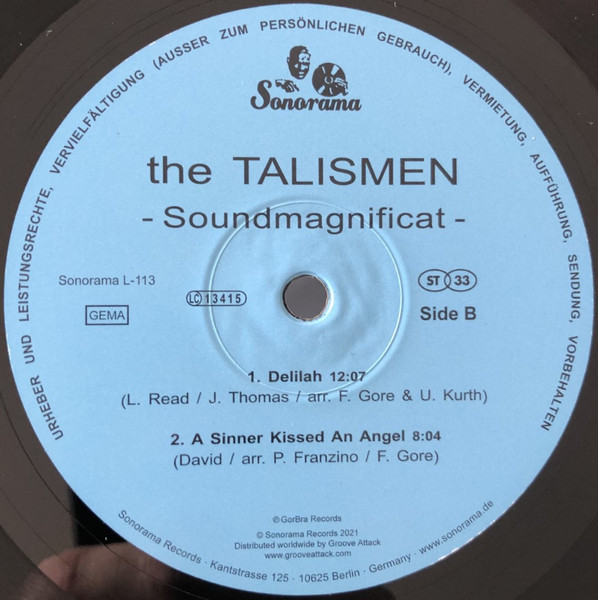 URHEBER UND LEISTUNGSRECHTE, VERVIELFÄLTIGUNG (AUSSER ZUM PERSÖNLICHEN GEBRAUCH), VERMIETUNG, AUFFÜHRUNG, SENDUNG, VORBEHALTEN
Sonorama
the TALISMEN
- Soundmagnificat -
Sonorama L-113
LC 13415
ST 33
GEMA
Side B
1. Delilah 12:07
(L. Read / J. Thomas / arr. F. Gore & U. Kurth)
2. A Sinner Kissed An Angel 8:04
(David / arr. P. Franzino / F. Gore)
℗ GorBra Records
© Sonorama Records 2021
Distributed worldwide by Groove Attack
www.grooveattack.com
Sonorama Records · Kantstrasse 125 · 10625 Berlin · Germany · www.sonorama.de